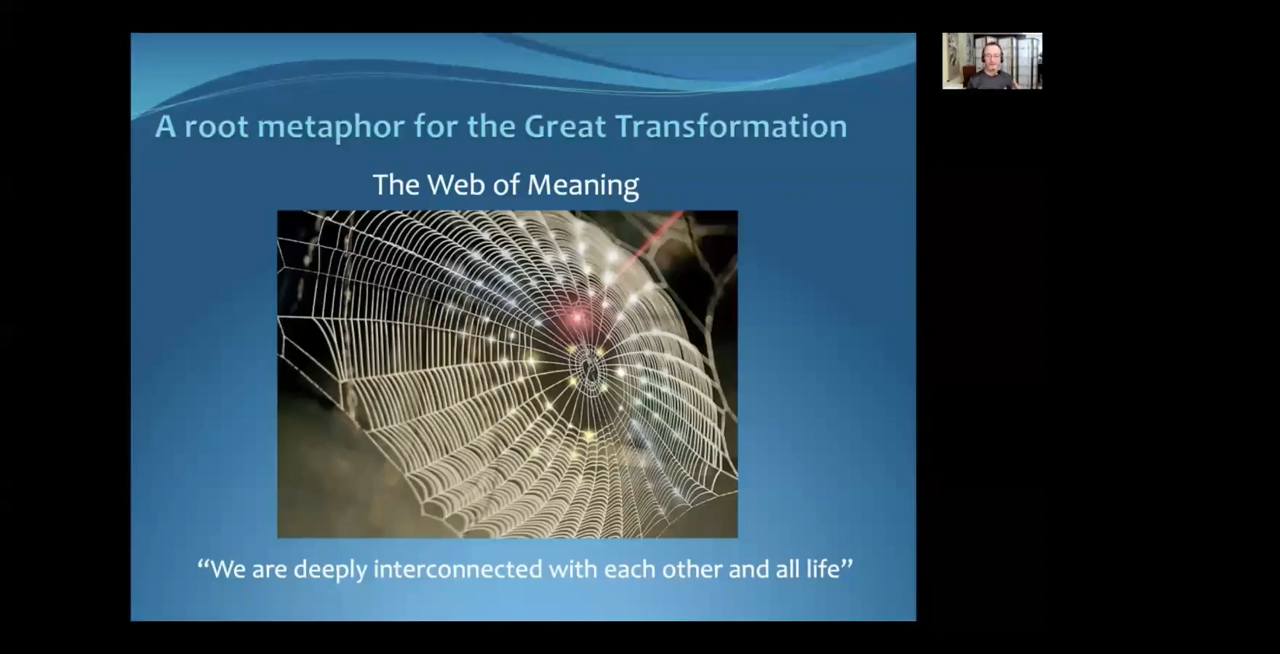 A root metaphor for the Great Transformation
The Web of Meaning
“We are deeply interconnected with each other and all life”